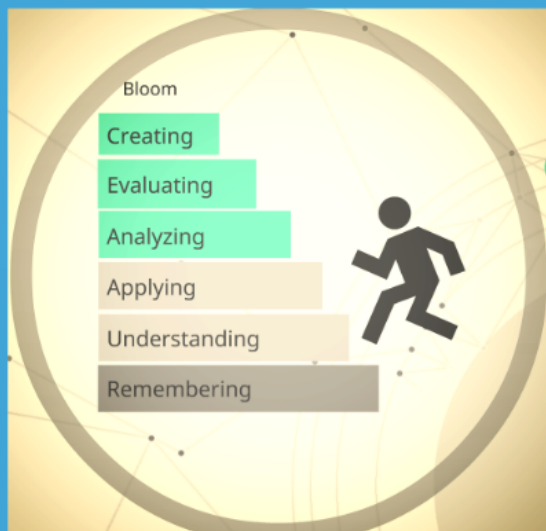 Bloom
Creating
Evaluating
Analyzing
Applying
Understanding
Remembering